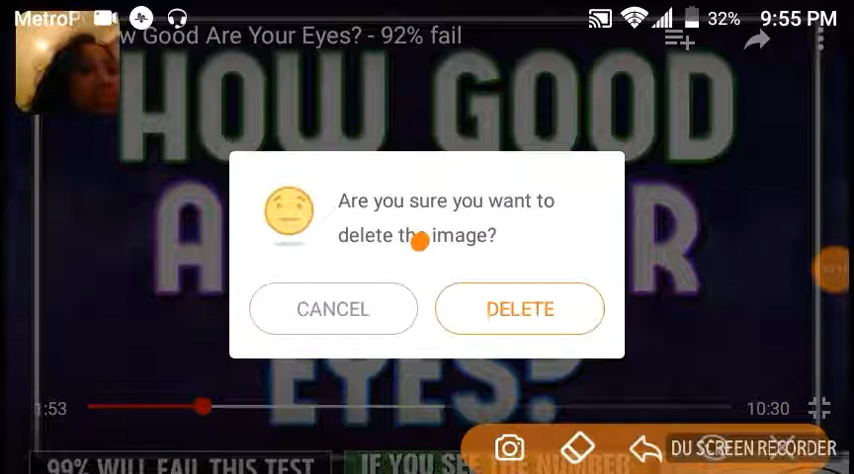 MetroP 32% 9:55 PM
w Good Are Your Eyes? - 92% fail
HOW GOOD
A R
EYES?
Are you sure you want to
delete the image?
CANCEL DELETE
1:53 10:30
DU SCREEN RECORDER
99% WILL FAIL THIS TEST IF YOU SEE THE NUMBER